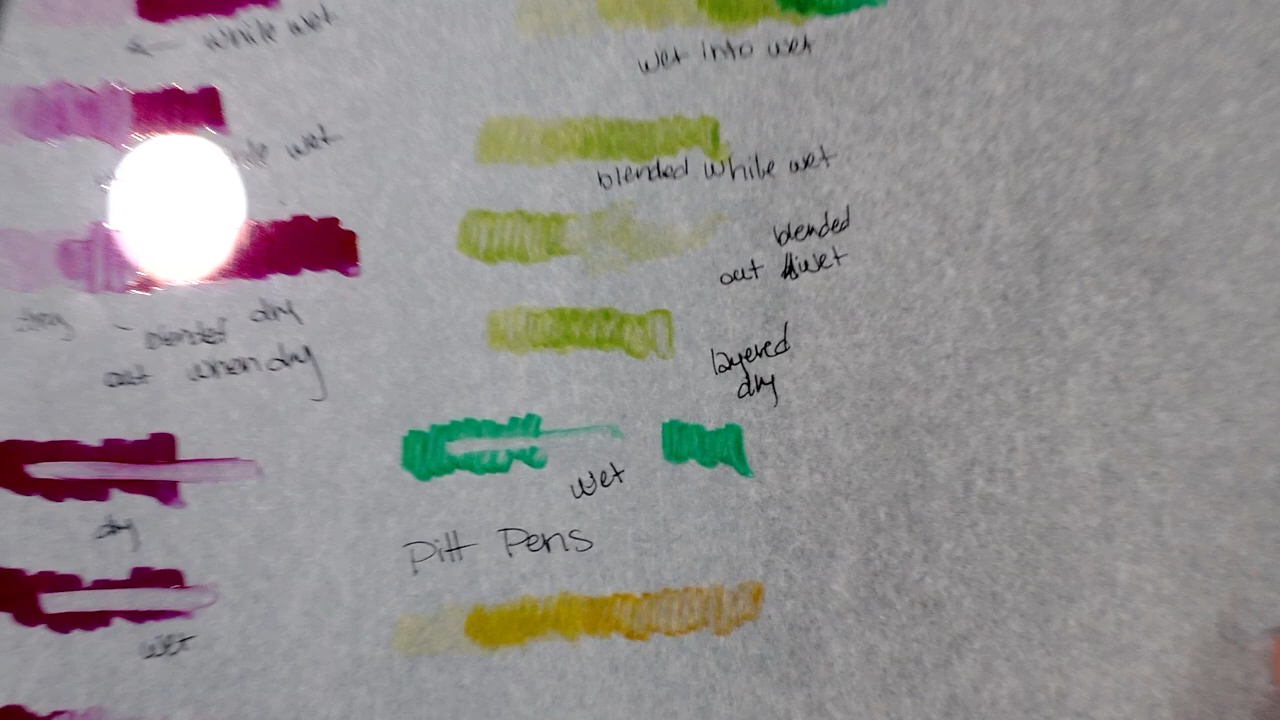 ← while wet
wet into wet
wet
blended while wet
blended
out wet
dry
blended
out when dry
layered
dry
wet
dry
Pitt Pens
wet